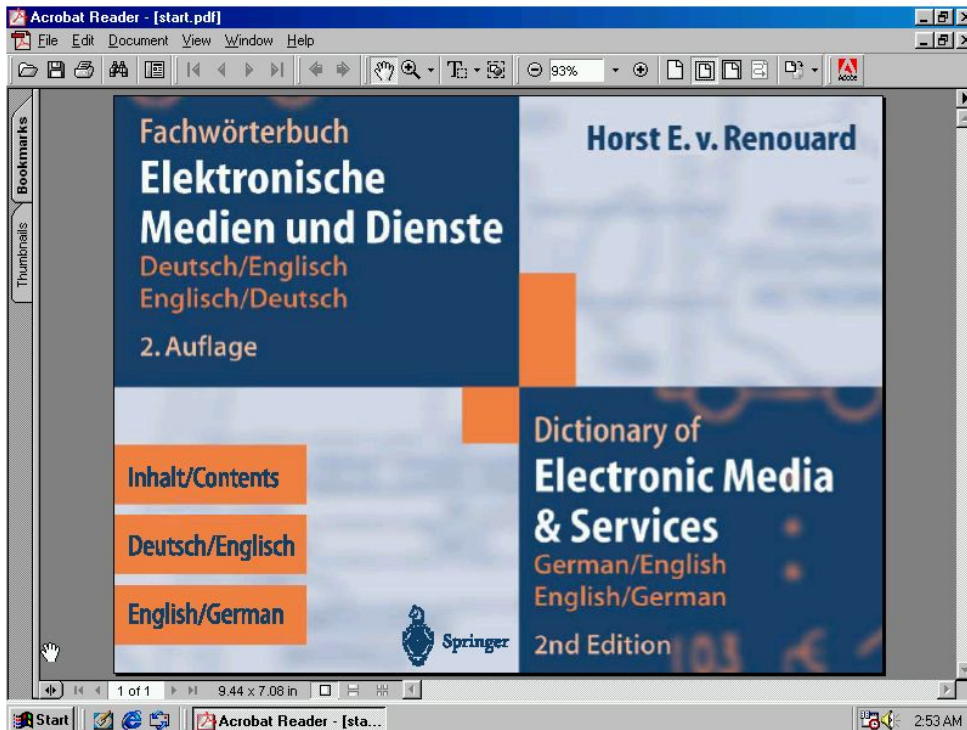 Acrobat Reader - [start.pdf]
File Edit Document View Window Help
93%
Adobe
Bookmarks
Thumbnails
Fachwörterbuch
Elektronische
Medien und Dienste
Deutsch/Englisch
Englisch/Deutsch
2. Auflage
Horst E. v. Renouard
Inhalt/Contents
Deutsch/Englisch
English/German
Springer
Dictionary of
Electronic Media
& Services
German/English
English/German
2nd Edition
1 of 1 9.44 x 7.08 in
Start Acrobat Reader - [sta... 2:53 AM